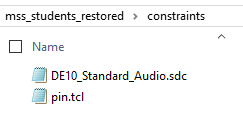 mss_students_restored > constraints
Name
DE10_Standard_Audio.sdc
pin.tcl